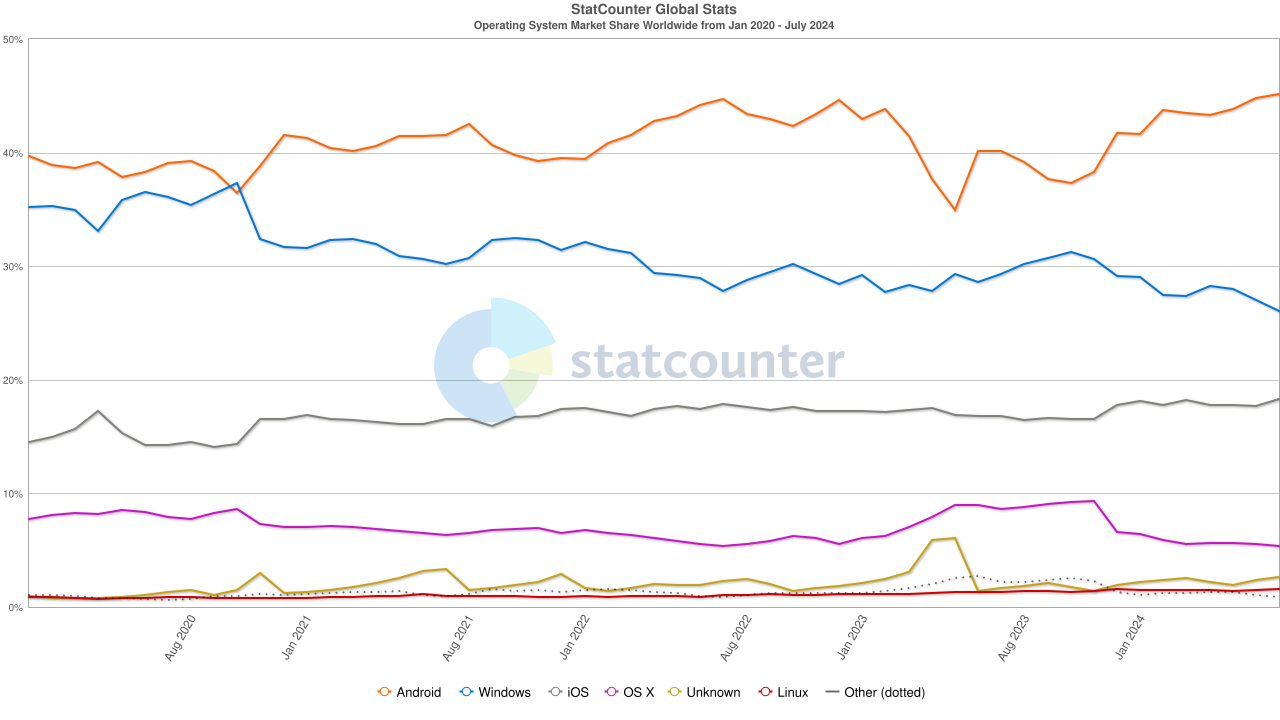 StatCounter Global Stats
Operating System Market Share Worldwide from Jan 2020 - July 2024
50%
40%
30%
20%
10%
0%
statcounter
Aug 2020
Jan 2021
Aug 2021
Jan 2022
Aug 2022
Jan 2023
Aug 2023
Jan 2024
Android Windows iOS OS X Unknown Linux Other (dotted)